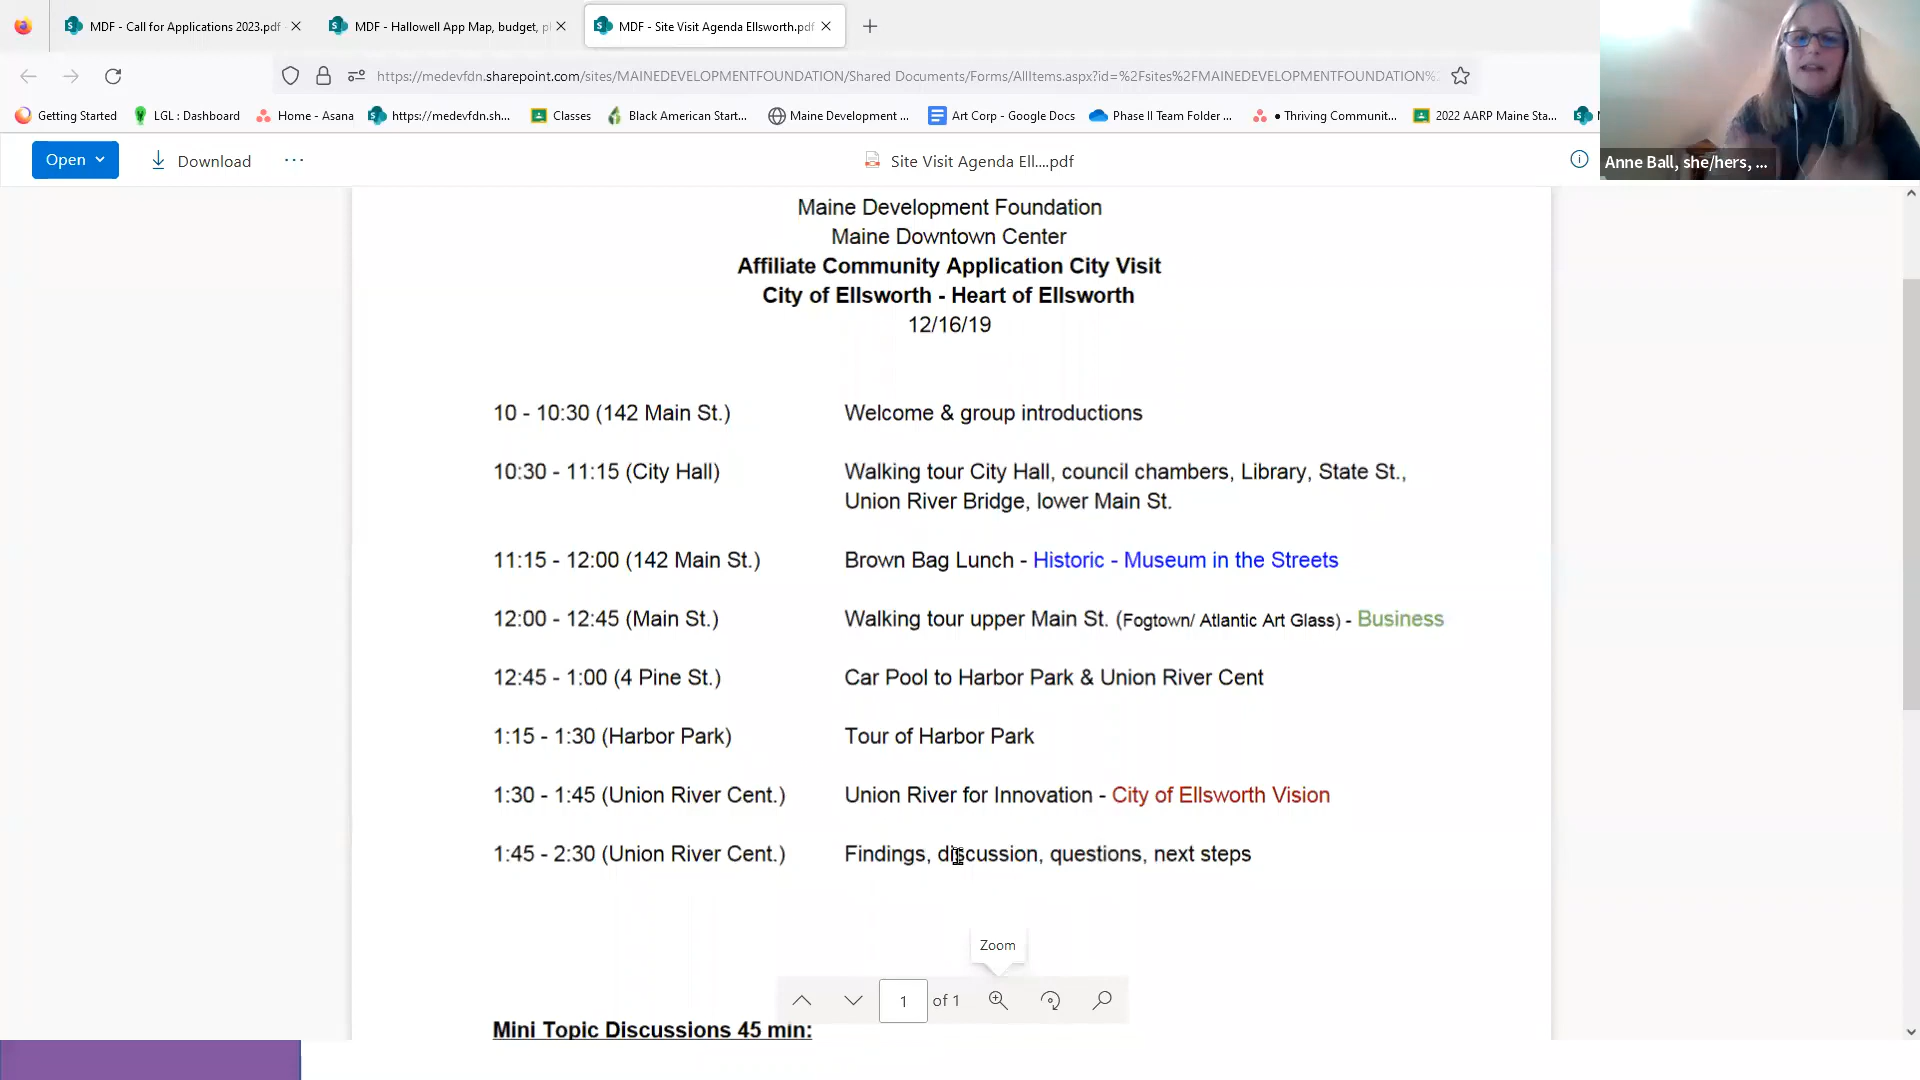 MDF - Call for Applications 2023.pdf
MDF - Hallowell App Map, budget, p
MDF - Site Visit Agenda Ellsworth.pdf
https://medevfdn.sharepoint.com/sites/MAINEDEVELOPMENTFOUNDATION/Shared Documents/Forms/AllItems.aspx?id=%2Fsites%2FMAINEDEVELOPMENTFOUNDATION%
Getting Started
LGL : Dashboard
Home - Asana
https://medevfdn.sh...
Classes
Black American Start...
Maine Development ...
Art Corp - Google Docs
Phase II Team Folder ...
• Thriving Communit...
2022 AARP Maine Sta...
Open
Download
...
Site Visit Agenda Ell....pdf
Anne Ball, she/hers, ...
Maine Development Foundation
Maine Downtown Center
Affiliate Community Application City Visit
City of Ellsworth - Heart of Ellsworth
12/16/19
10 - 10:30 (142 Main St.) Welcome & group introductions
10:30 - 11:15 (City Hall) Walking tour City Hall, council chambers, Library, State St.,
Union River Bridge, lower Main St.
11:15 - 12:00 (142 Main St.) Brown Bag Lunch - Historic - Museum in the Streets
12:00 - 12:45 (Main St.) Walking tour upper Main St. (Fogtown/ Atlantic Art Glass) - Business
12:45 - 1:00 (4 Pine St.) Car Pool to Harbor Park & Union River Cent
1:15 - 1:30 (Harbor Park) Tour of Harbor Park
1:30 - 1:45 (Union River Cent.) Union River for Innovation - City of Ellsworth Vision
1:45 - 2:30 (Union River Cent.) Findings, discussion, questions, next steps
Zoom
1 of 1
Mini Topic Discussions 45 min: